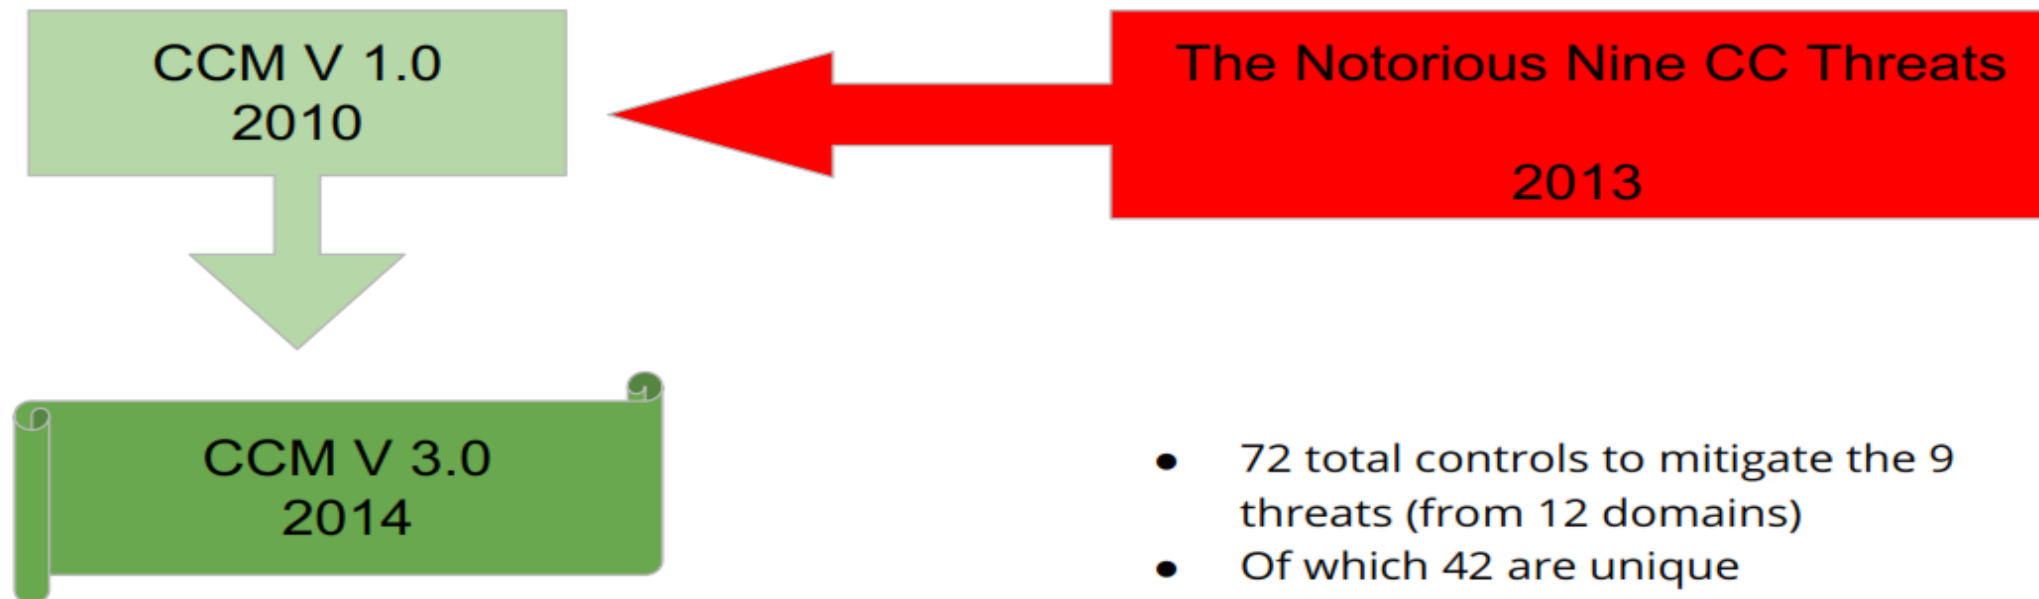 CCM V 1.0
2010
The Notorious Nine CC Threats
2013
CCM V 3.0
2014
● 72 total controls to mitigate the 9
threats (from 12 domains)
● Of which 42 are unique